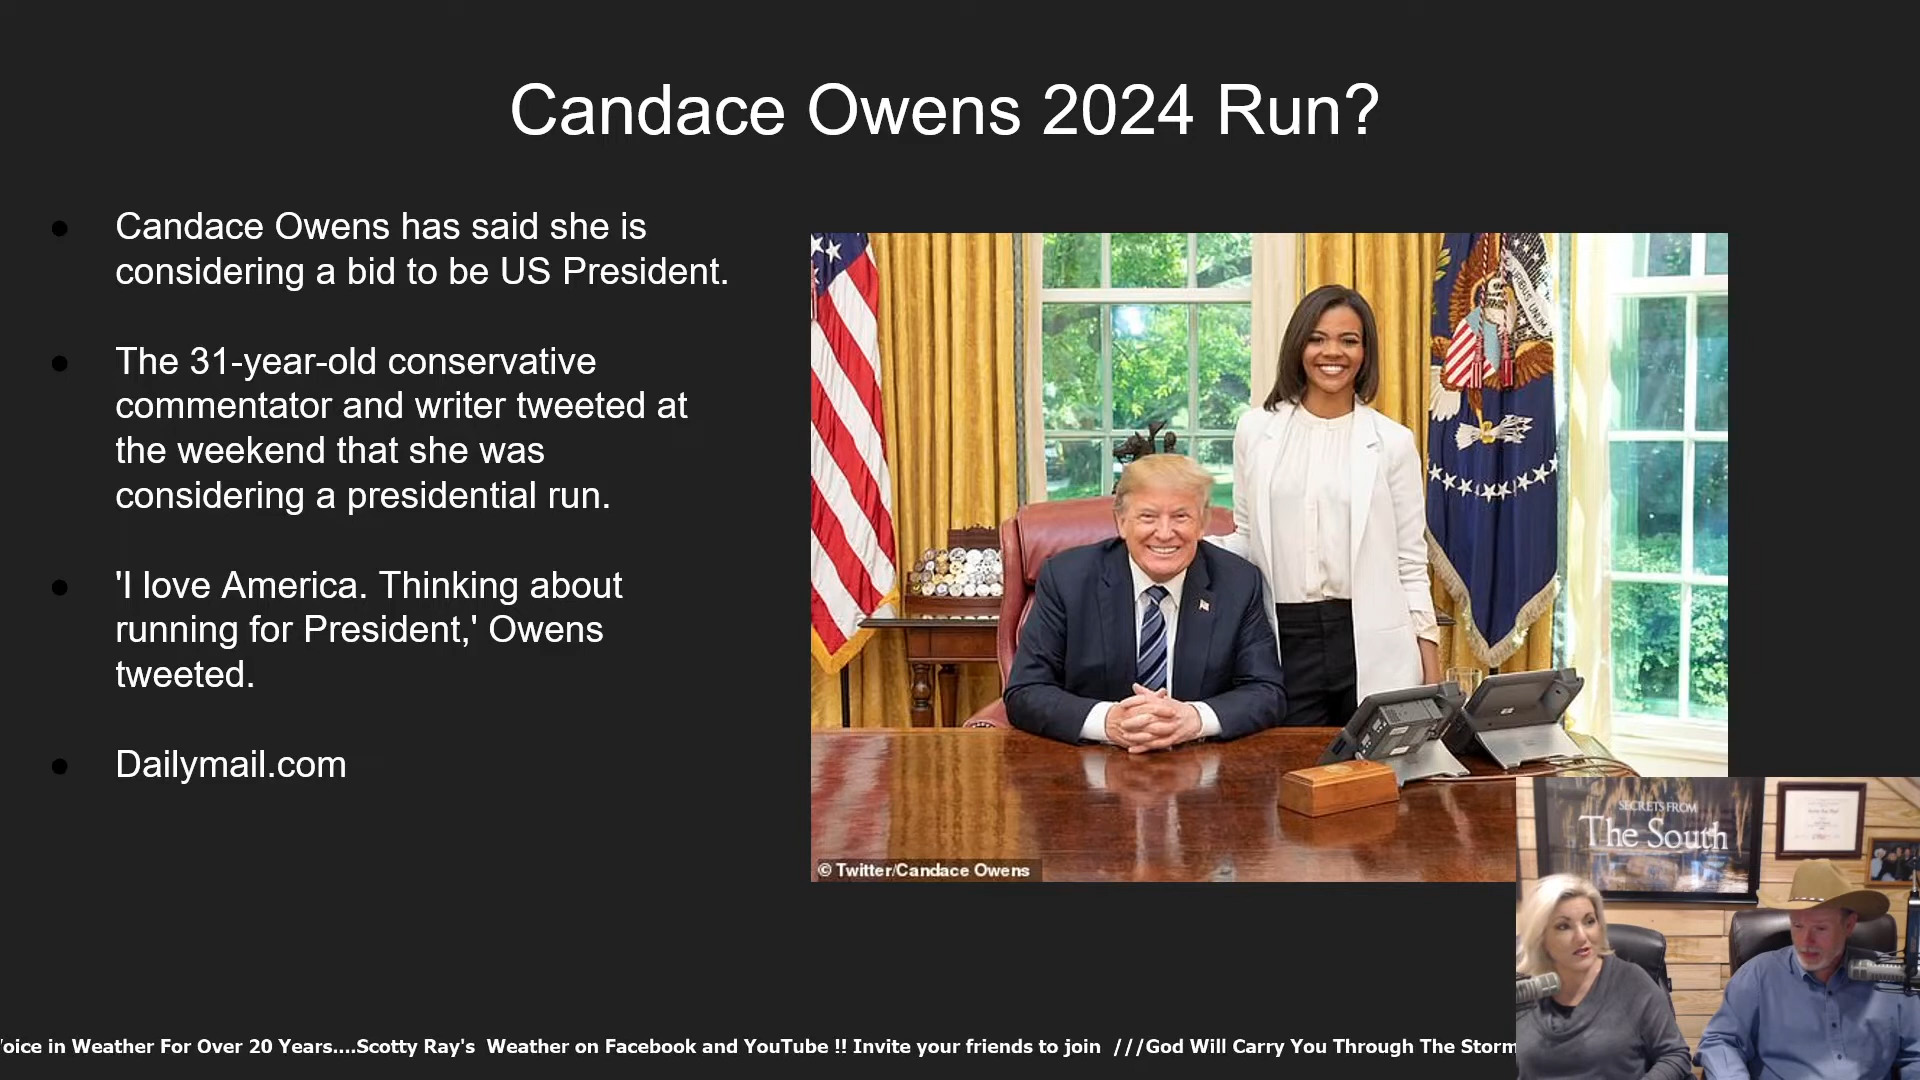 Candace Owens 2024 Run?
Candace Owens has said she is
considering a bid to be US President.
The 31-year-old conservative
commentator and writer tweeted at
the weekend that she was
considering a presidential run.
'I love America. Thinking about
running for President,' Owens
tweeted.
Dailymail.com
© Twitter/Candace Owens
SECRETS FROM
The South
oice in Weather For Over 20 Years....Scotty Ray's  Weather on Facebook and YouTube !! Invite your friends to join  ///God Will Carry You Through The Storm